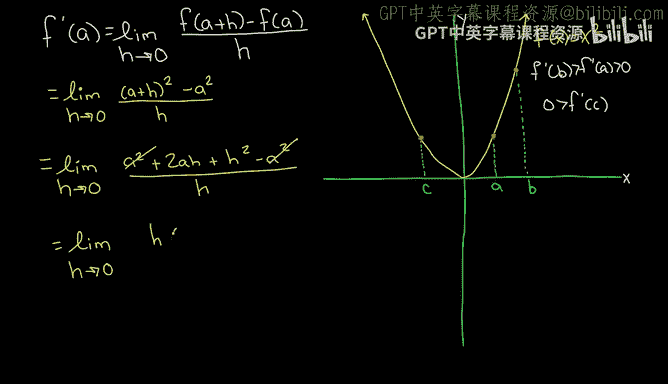 GPT中英字幕课程资源@bilibili.com
GPT中英字幕课程资源 bilibili
f'(a) = lim h→0 f(a+h)-f(a) / h
= lim h→0 (a+h)² - a² / h
= lim h→0 a² + 2ah + h² - a² / h
= lim h→0 h
y
f'(b)>f'(a)>0
0>f'(c)
c a b x